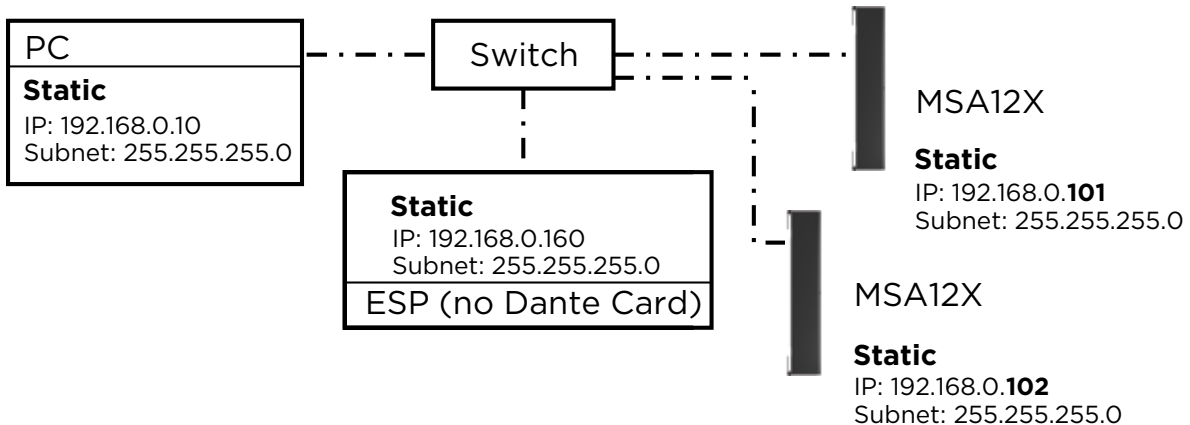 PC
Static
IP: 192.168.0.10
Subnet: 255.255.255.0
Switch
MSA12X
Static
IP: 192.168.0.101
Subnet: 255.255.255.0
Static
IP: 192.168.0.160
Subnet: 255.255.255.0
ESP (no Dante Card)
MSA12X
Static
IP: 192.168.0.102
Subnet: 255.255.255.0